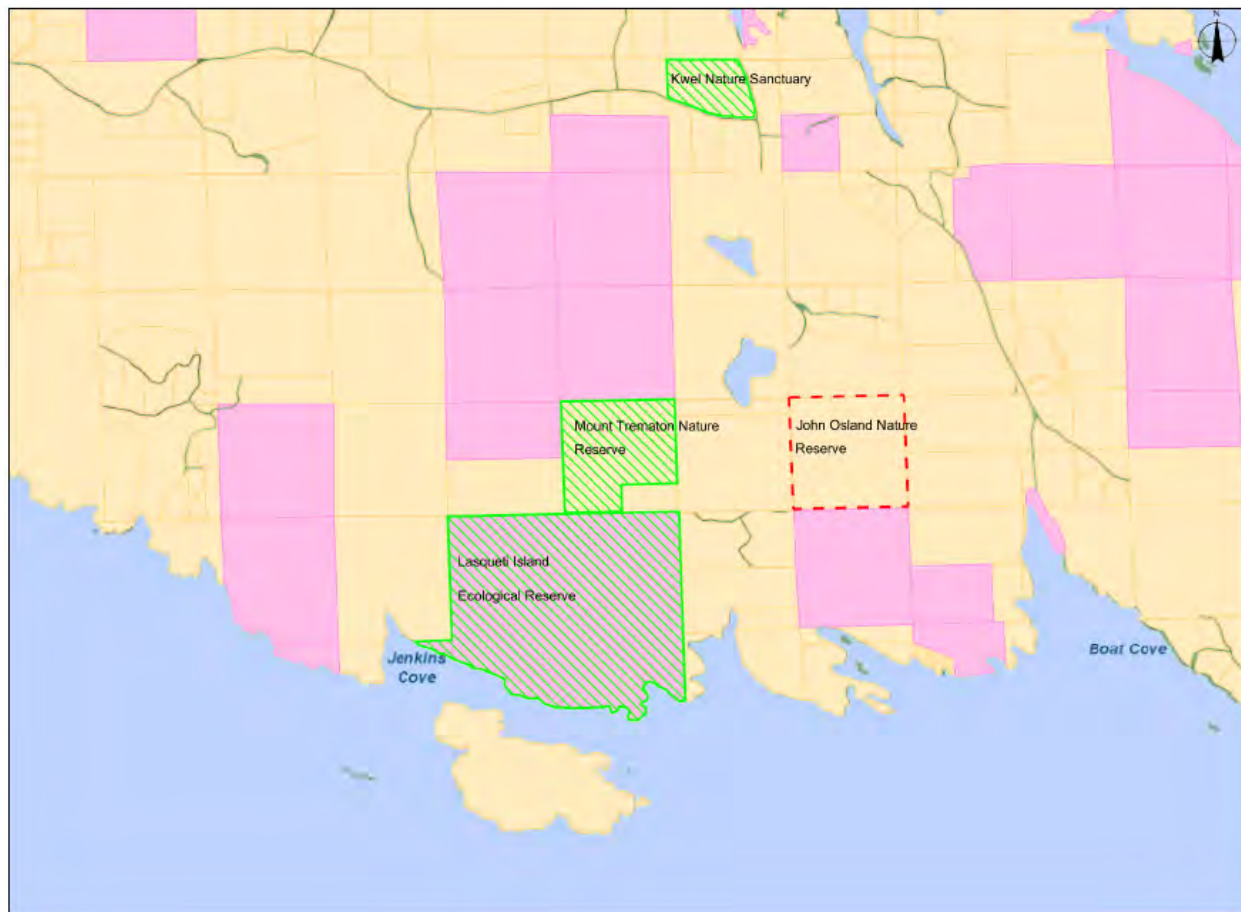 N
Kwel Nature Sanctuary
Mount Trematon Nature
Reserve
John Osland Nature
Reserve
Lasqueti Island
Ecological Reserve
Jenkins
Cove
Boat Cove